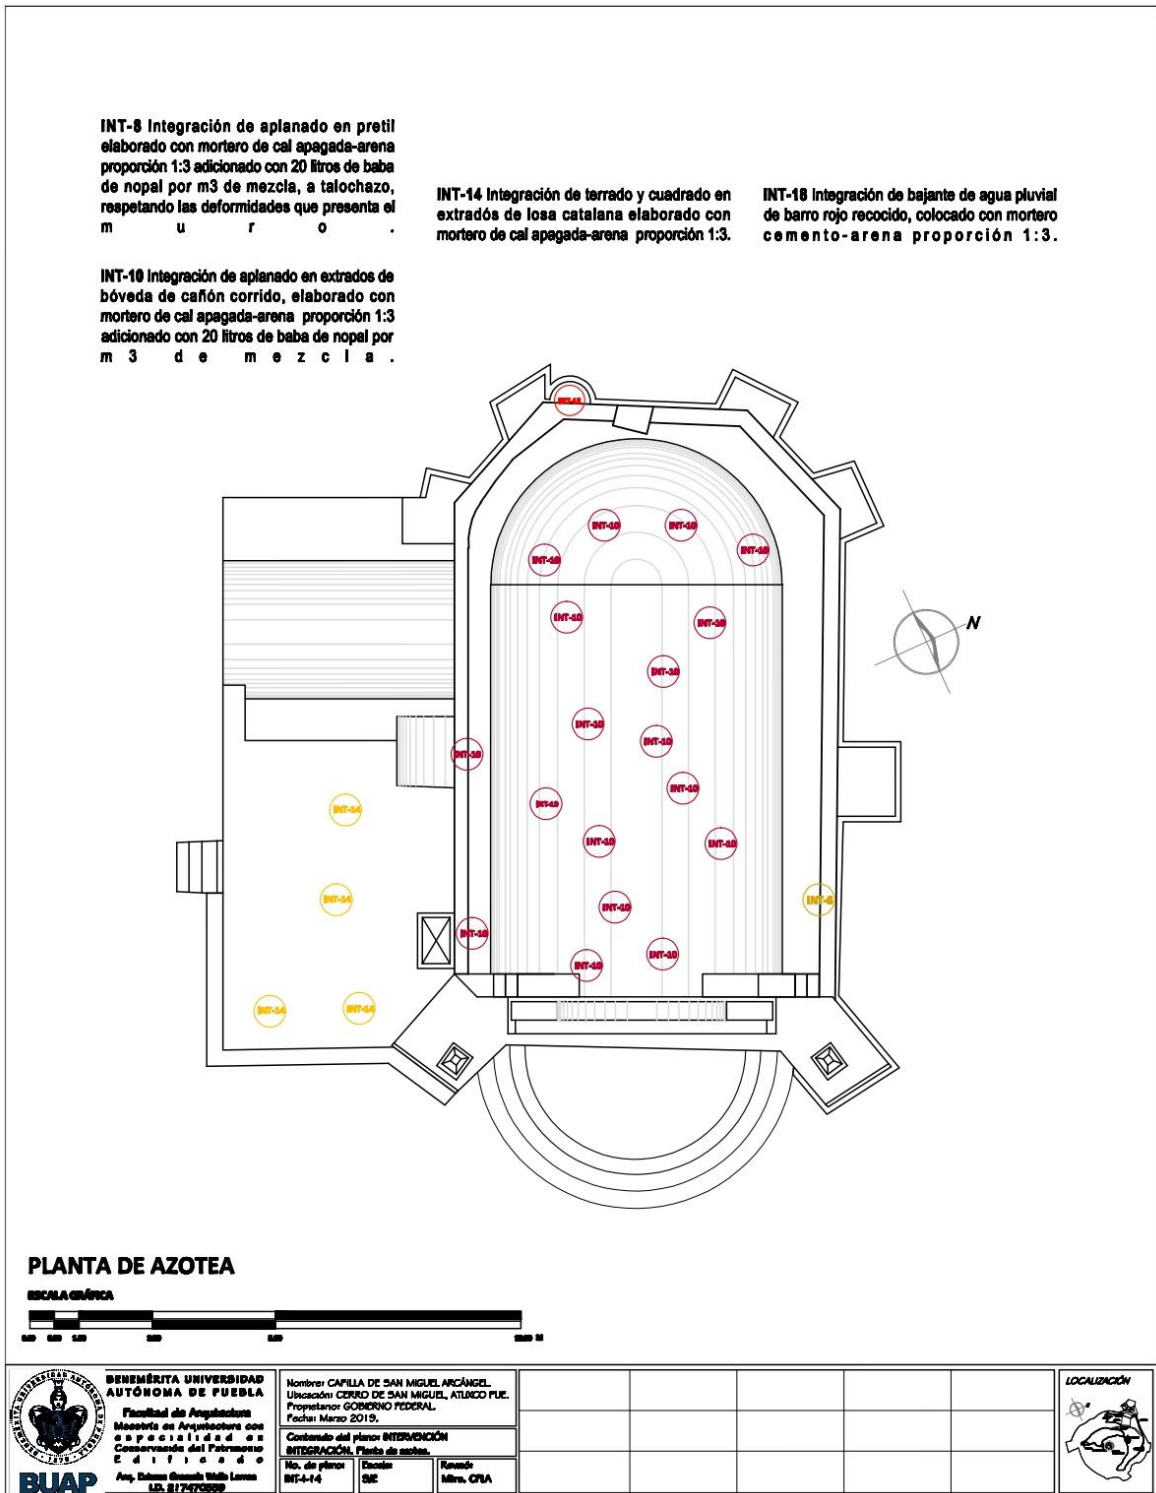 INT-8 Integración de aplanado en pretil
elaborado con mortero de cal apagada-arena
proporción 1:3 adicionado con 20 litros de baba
de nopal por m3 de mezcla, a talochazo,
respetando las deformidades que presenta el
muro.
INT-10 Integración de aplanado en extrados de
bóveda de cañón corrido, elaborado con
mortero de cal apagada-arena proporción 1:3
adicionado con 20 litros de baba de nopal por
m3 de mezcla.
INT-14 Integración de terrado y cuadrado en
extradós de losa catalana elaborado con
mortero de cal apagada-arena proporción 1:3.
INT-18 Integración de bajante de agua pluvial
de barro rojo recocido, colocado con mortero
cemento-arena proporción 1:3.
INT-10
INT-10
INT-10
INT-10
INT-10
INT-10
N
INT-10
INT-10
INT-10
INT-10
INT-10
INT-10
INT-14
INT-10
INT-10
INT-14
INT-8
INT-10
INT-10
INT-10
INT-10
INT-14
INT-14
PLANTA DE AZOTEA
ESCALA GRÁFICA
BENEMÉRITA UNIVERSIDAD
AUTÓNOMA DE PUEBLA
Facultad de Arquitectura
Maestría en Arquitectura con
especialidad en
Conservación del Patrimonio
Edificado
I.D. 217470559
BUAP
Nombre: CAPILLA DE SAN MIGUEL ARCÁNGEL.
Ubicación: CERRO DE SAN MIGUEL, ATLIXCO PUE.
Propietario: GOBIERNO FEDERAL.
Fecha: Marzo 2019.
Contenido del plano: INTERVENCIÓN
INTEGRACIÓN. Planta de azotea.
No. de plano:
INT-I-14
Escala:
S/E
Revisó:
LOCALIZACIÓN